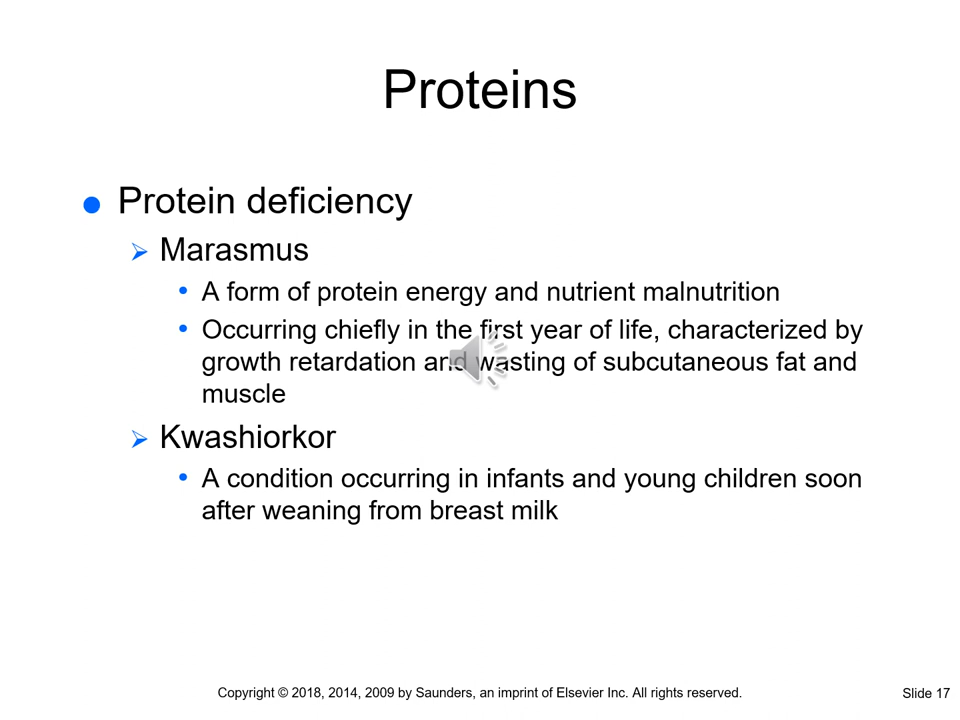 Proteins
Protein deficiency
Marasmus
A form of protein energy and nutrient malnutrition
Occurring chiefly in the first year of life, characterized by
growth retardation and wasting of subcutaneous fat and
muscle
Kwashiorkor
A condition occurring in infants and young children soon
after weaning from breast milk
Copyright © 2018, 2014, 2009 by Saunders, an imprint of Elsevier Inc. All rights reserved.
Slide 17